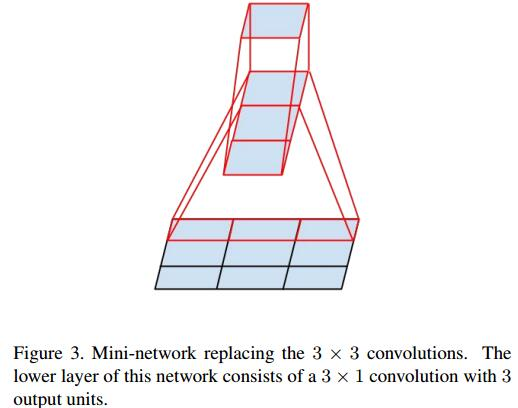 Figure 3. Mini-network replacing the 3 × 3 convolutions. The
lower layer of this network consists of a 3 × 1 convolution with 3
output units.